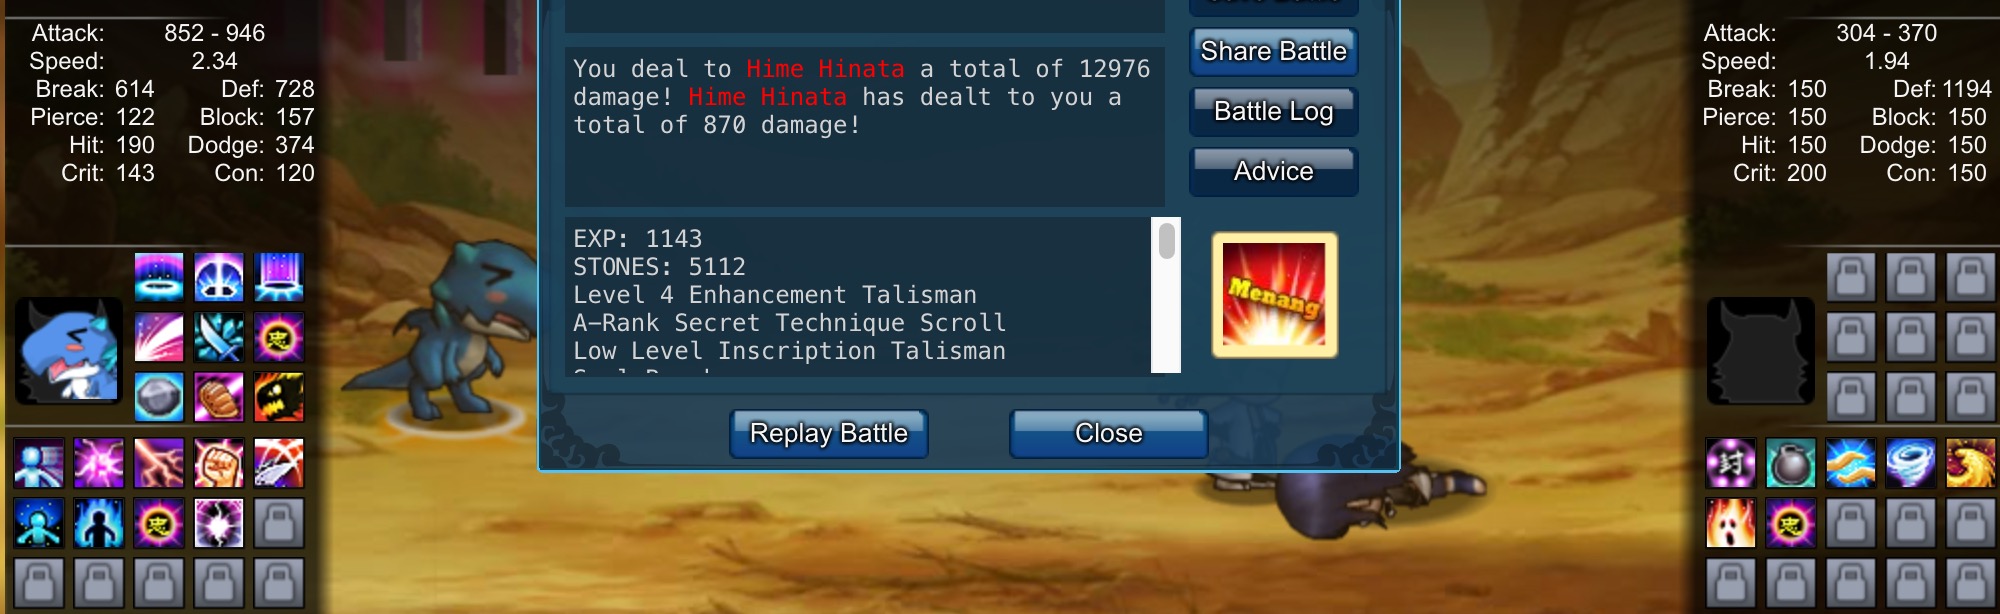 Attack: 852 - 946
Speed: 2.34
Break: 614 Def: 728
Pierce: 122 Block: 157
Hit: 190 Dodge: 374
Crit: 143 Con: 120
忠
忠
Share Battle
Battle Log
Advice
You deal to Hime Hinata a total of 12976
damage! Hime Hinata has dealt to you a
total of 870 damage!
EXP: 1143
STONES: 5112
Level 4 Enhancement Talisman
A-Rank Secret Technique Scroll
Low Level Inscription Talisman
Menang
Replay Battle
Close
Attack: 304 - 370
Speed: 1.94
Break: 150 Def: 1194
Pierce: 150 Block: 150
Hit: 150 Dodge: 150
Crit: 200 Con: 150
封
忠